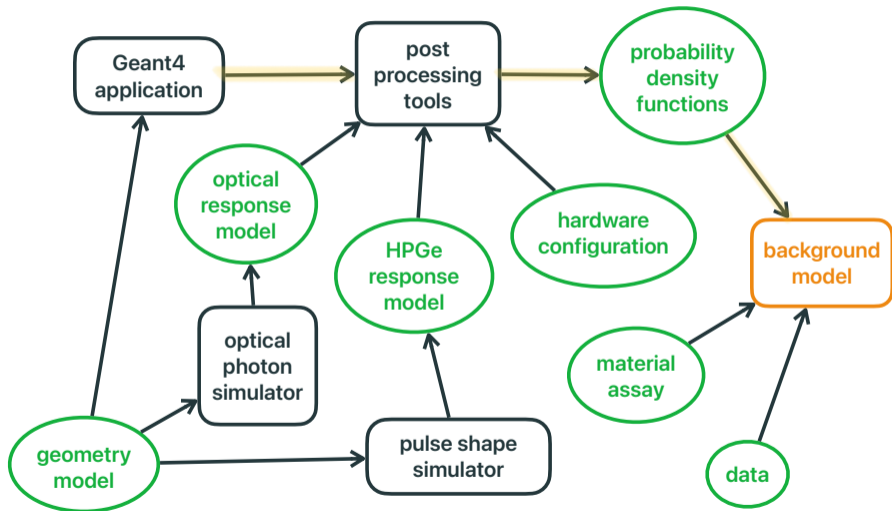 Geant4
application
post
processing
tools
probability
density
functions
optical
response
model
HPGe
response
model
hardware
configuration
background
model
optical
photon
simulator
material
assay
geometry
model
pulse shape
simulator
data